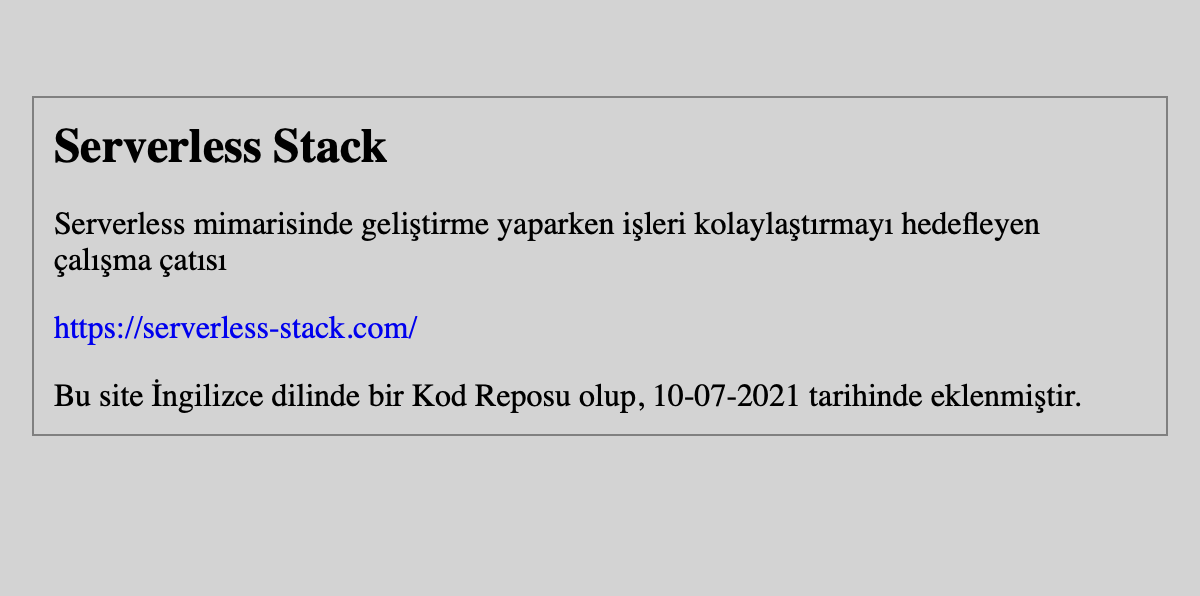 Serverless Stack
Serverless mimarisinde geliştirme yaparken işleri kolaylaştırmayı hedefleyen
çalışma çatısı
https://serverless-stack.com/
Bu site İngilizce dilinde bir Kod Reposu olup, 10-07-2021 tarihinde eklenmiştir.